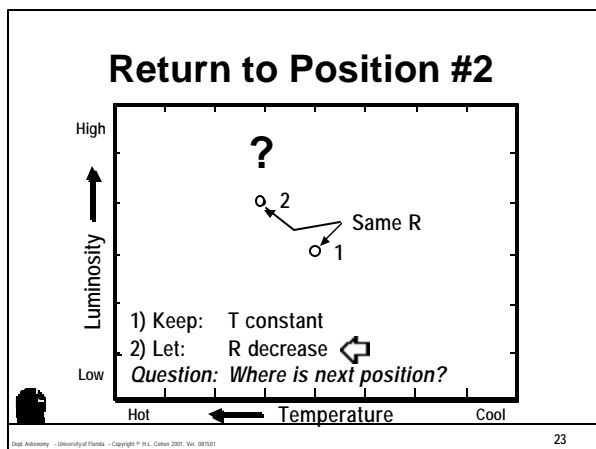 Return to Position #2
High
?
2
Same R
1
Luminosity
1) Keep: T constant
2) Let: R decrease
Low
Question: Where is next position?
Hot
Temperature
Cool
Dept. Astronomy – University of Florida – Copyright © H.L. Cohen 2001, Ver. 081501
23